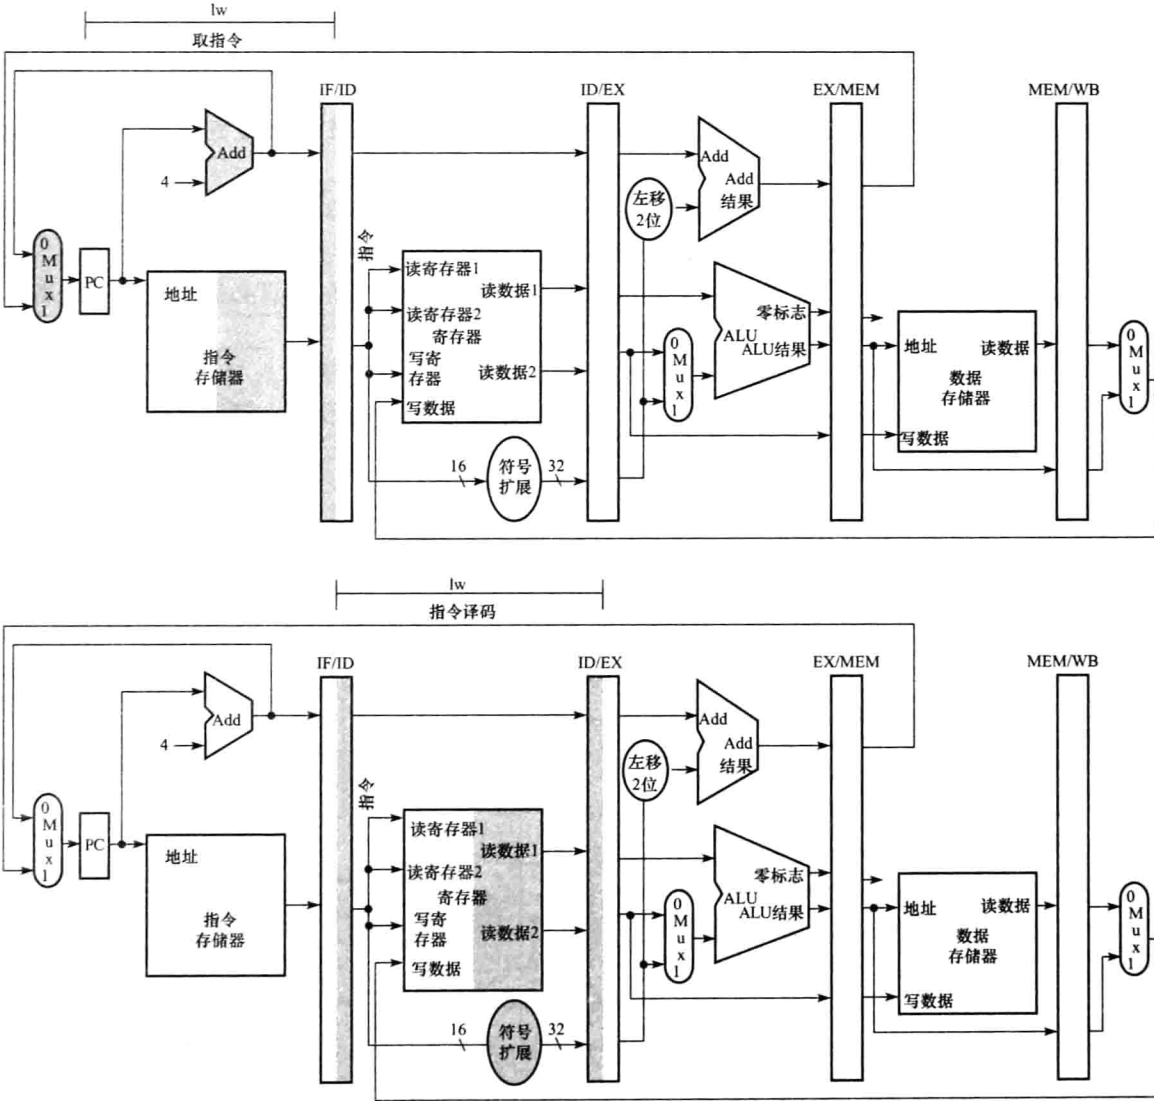 lw
取指令
IF/ID
ID/EX
EX/MEM
MEM/WB
Add
4
Add
Add
结果
左移
2位
指令
0
M
u
x
1
PC
地址
指令
存储器
读寄存器1
读数据1
读寄存器2
寄存器
写寄
存器
读数据2
写数据
0
M
u
x
1
零标志
ALU
ALU结果
地址
读数据
数据
存储器
写数据
0
M
u
x
1
16
符号
扩展
32
lw
指令译码
IF/ID
ID/EX
EX/MEM
MEM/WB
Add
4
Add
Add
结果
左移
2位
指令
0
M
u
x
1
PC
地址
指令
存储器
读寄存器1
读数据1
读寄存器2
寄存器
写寄
存器
读数据2
写数据
0
M
u
x
1
零标志
ALU
ALU结果
地址
读数据
数据
存储器
写数据
0
M
u
x
1
16
符号
扩展
32